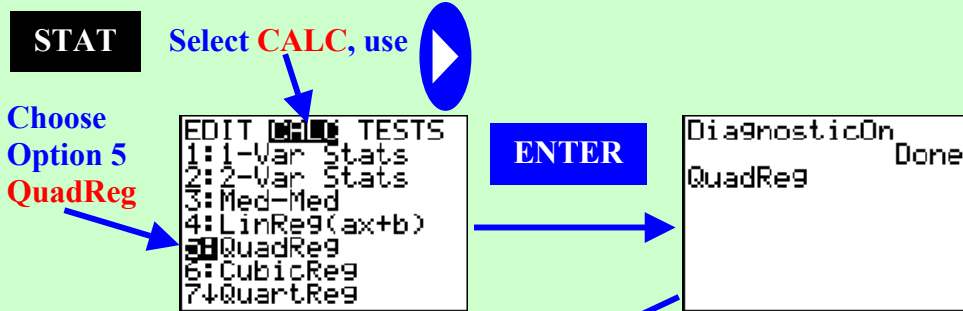 STAT
Select CALC, use
Choose
Option 5
QuadReg
EDIT CALC TESTS
1:1-Var Stats
2:2-Var Stats
3:Med-Med
4:LinReg(ax+b)
5:QuadReg
6:CubicReg
7↓QuartReg
ENTER
DiagnosticOn
Done
QuadReg